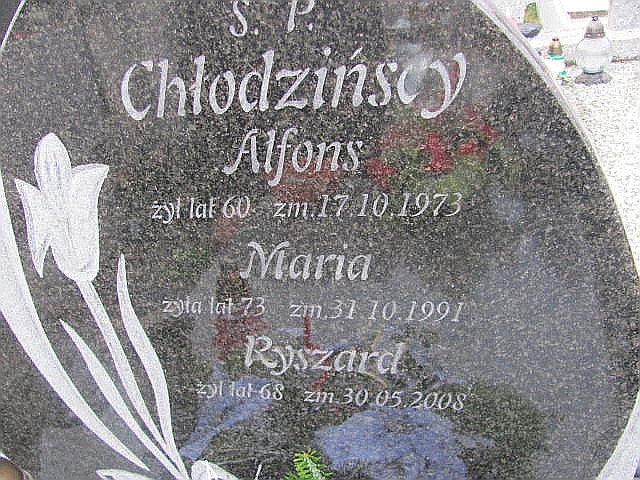 Ś. P.
Chłodzińscy
Alfons
żył lat 60 zm. 17.10.1973
Maria
żyła lat 73 zm. 31.10.1991
Ryszard
żył lat 68 zm. 30.05.2008